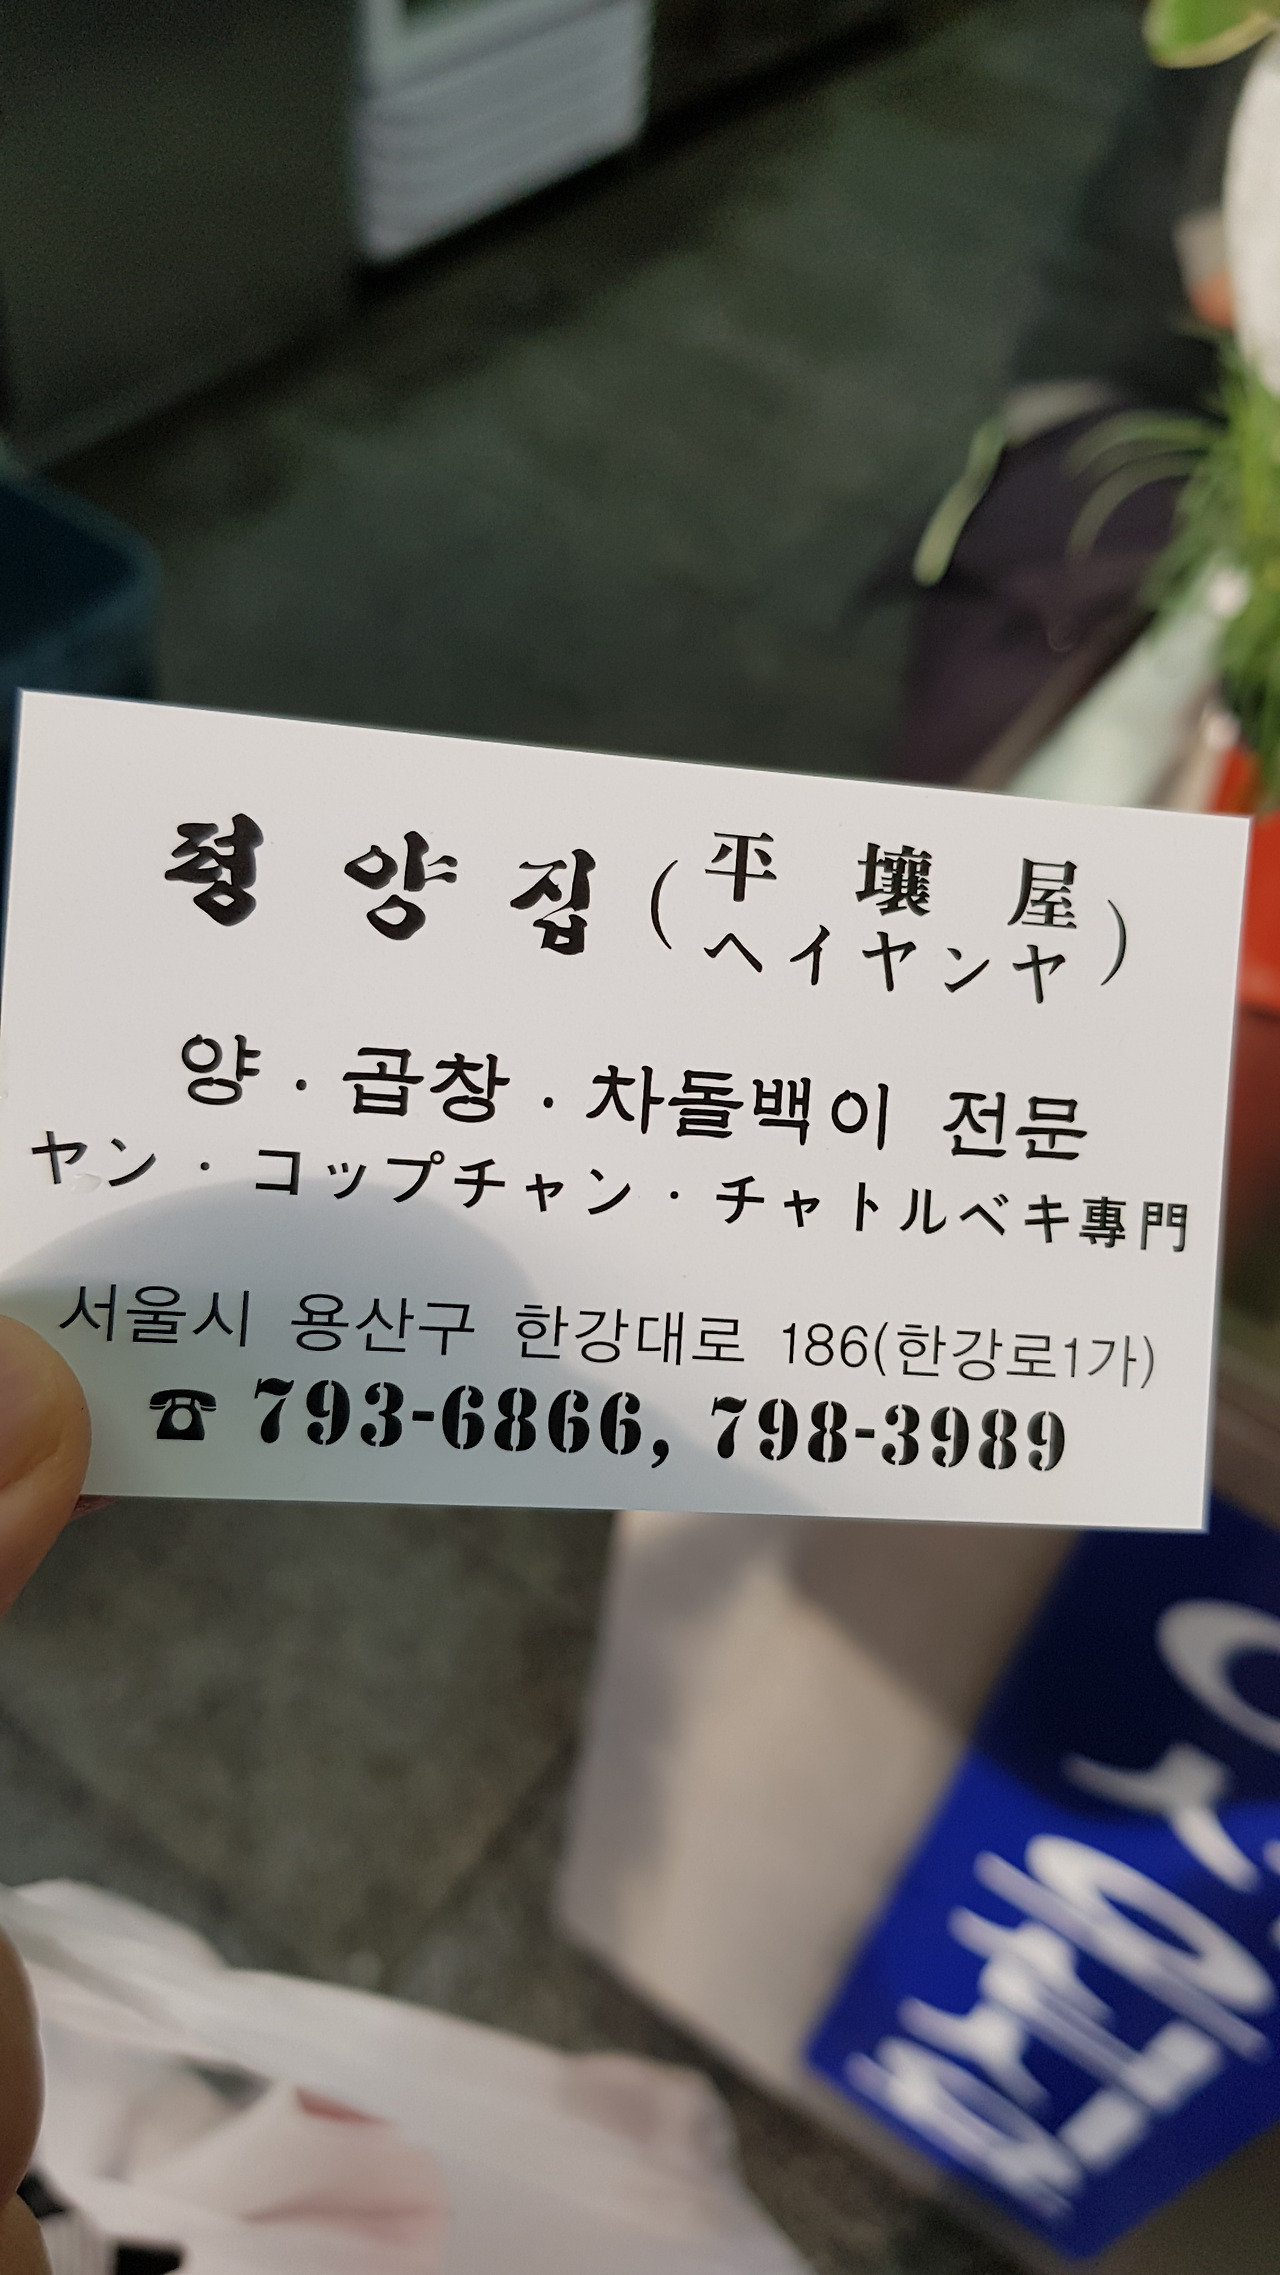 평양집 (平壤屋
ヘイヤンヤ)
양 · 곱창 · 차돌백이 전문
ヤン · コップチャン · チャトルベキ専門
서울시 용산구 한강대로 186(한강로1가)
☎ 793-6866, 798-3989